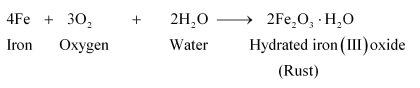 4Fe + 3O₂ + 2H₂O ⟶ 2Fe₂O₃ · H₂O
Iron Oxygen Water Hydrated iron(III) oxide
(Rust)